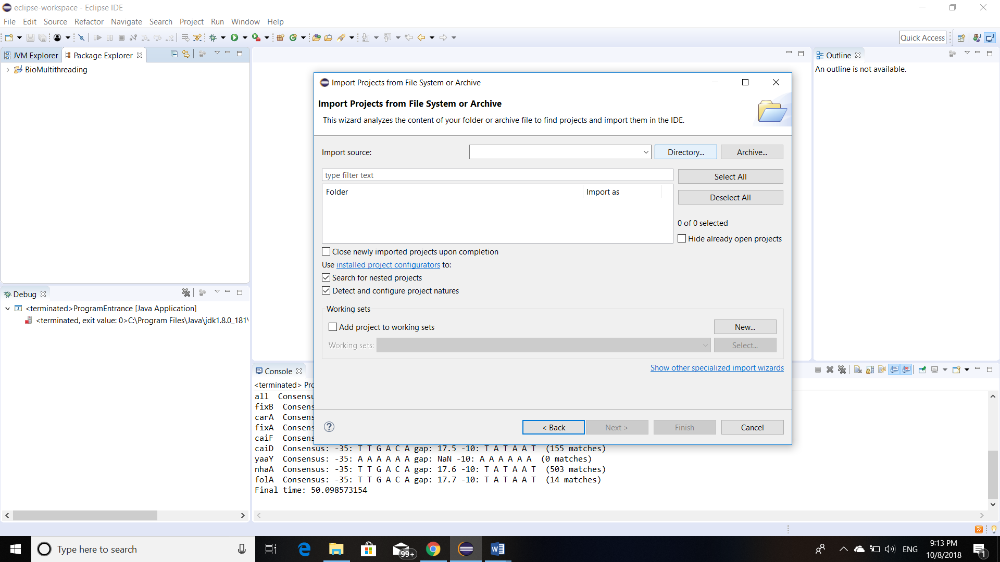 eclipse-workspace - Eclipse IDE
File Edit Source Refactor Navigate Search Project Run Window Help
Quick Access
JVM Explorer Package Explorer
BioMultithreading
Outline
An outline is not available.
Import Projects from File System or Archive
Import Projects from File System or Archive
This wizard analyzes the content of your folder or archive file to find projects and import them in the IDE.
Import source: Directory... Archive...
type filter text
Select All
Folder Import as
Deselect All
0 of 0 selected
Hide already open projects
Close newly imported projects upon completion
Use installed project configurators to:
Search for nested projects
Detect and configure project natures
Working sets
Add project to working sets New...
Working sets: Select...
Show other specialized import wizards
< Back Next > Finish Cancel
Debug
<terminated>ProgramEntrance [Java Application]
<terminated, exit value: 0>C:\Program Files\Java\jdk1.8.0_181\
Console
<terminated> Pro
all Consensu
fixB Consens
carA Consens
fixA Consens
caiF Consens
caiD Consensus: -35: T T G A C A gap: 17.5 -10: T A T A A T (155 matches)
yaaY Consensus: -35: A A A A A A gap: NaN -10: A A A A A A (0 matches)
nhaA Consensus: -35: T T G A C A gap: 17.6 -10: T A T A A T (503 matches)
folA Consensus: -35: T T G A C A gap: 17.7 -10: T A T A A T (14 matches)
Final time: 50.098573154
Type here to search
99+
ENG
9:13 PM
10/8/2018
1